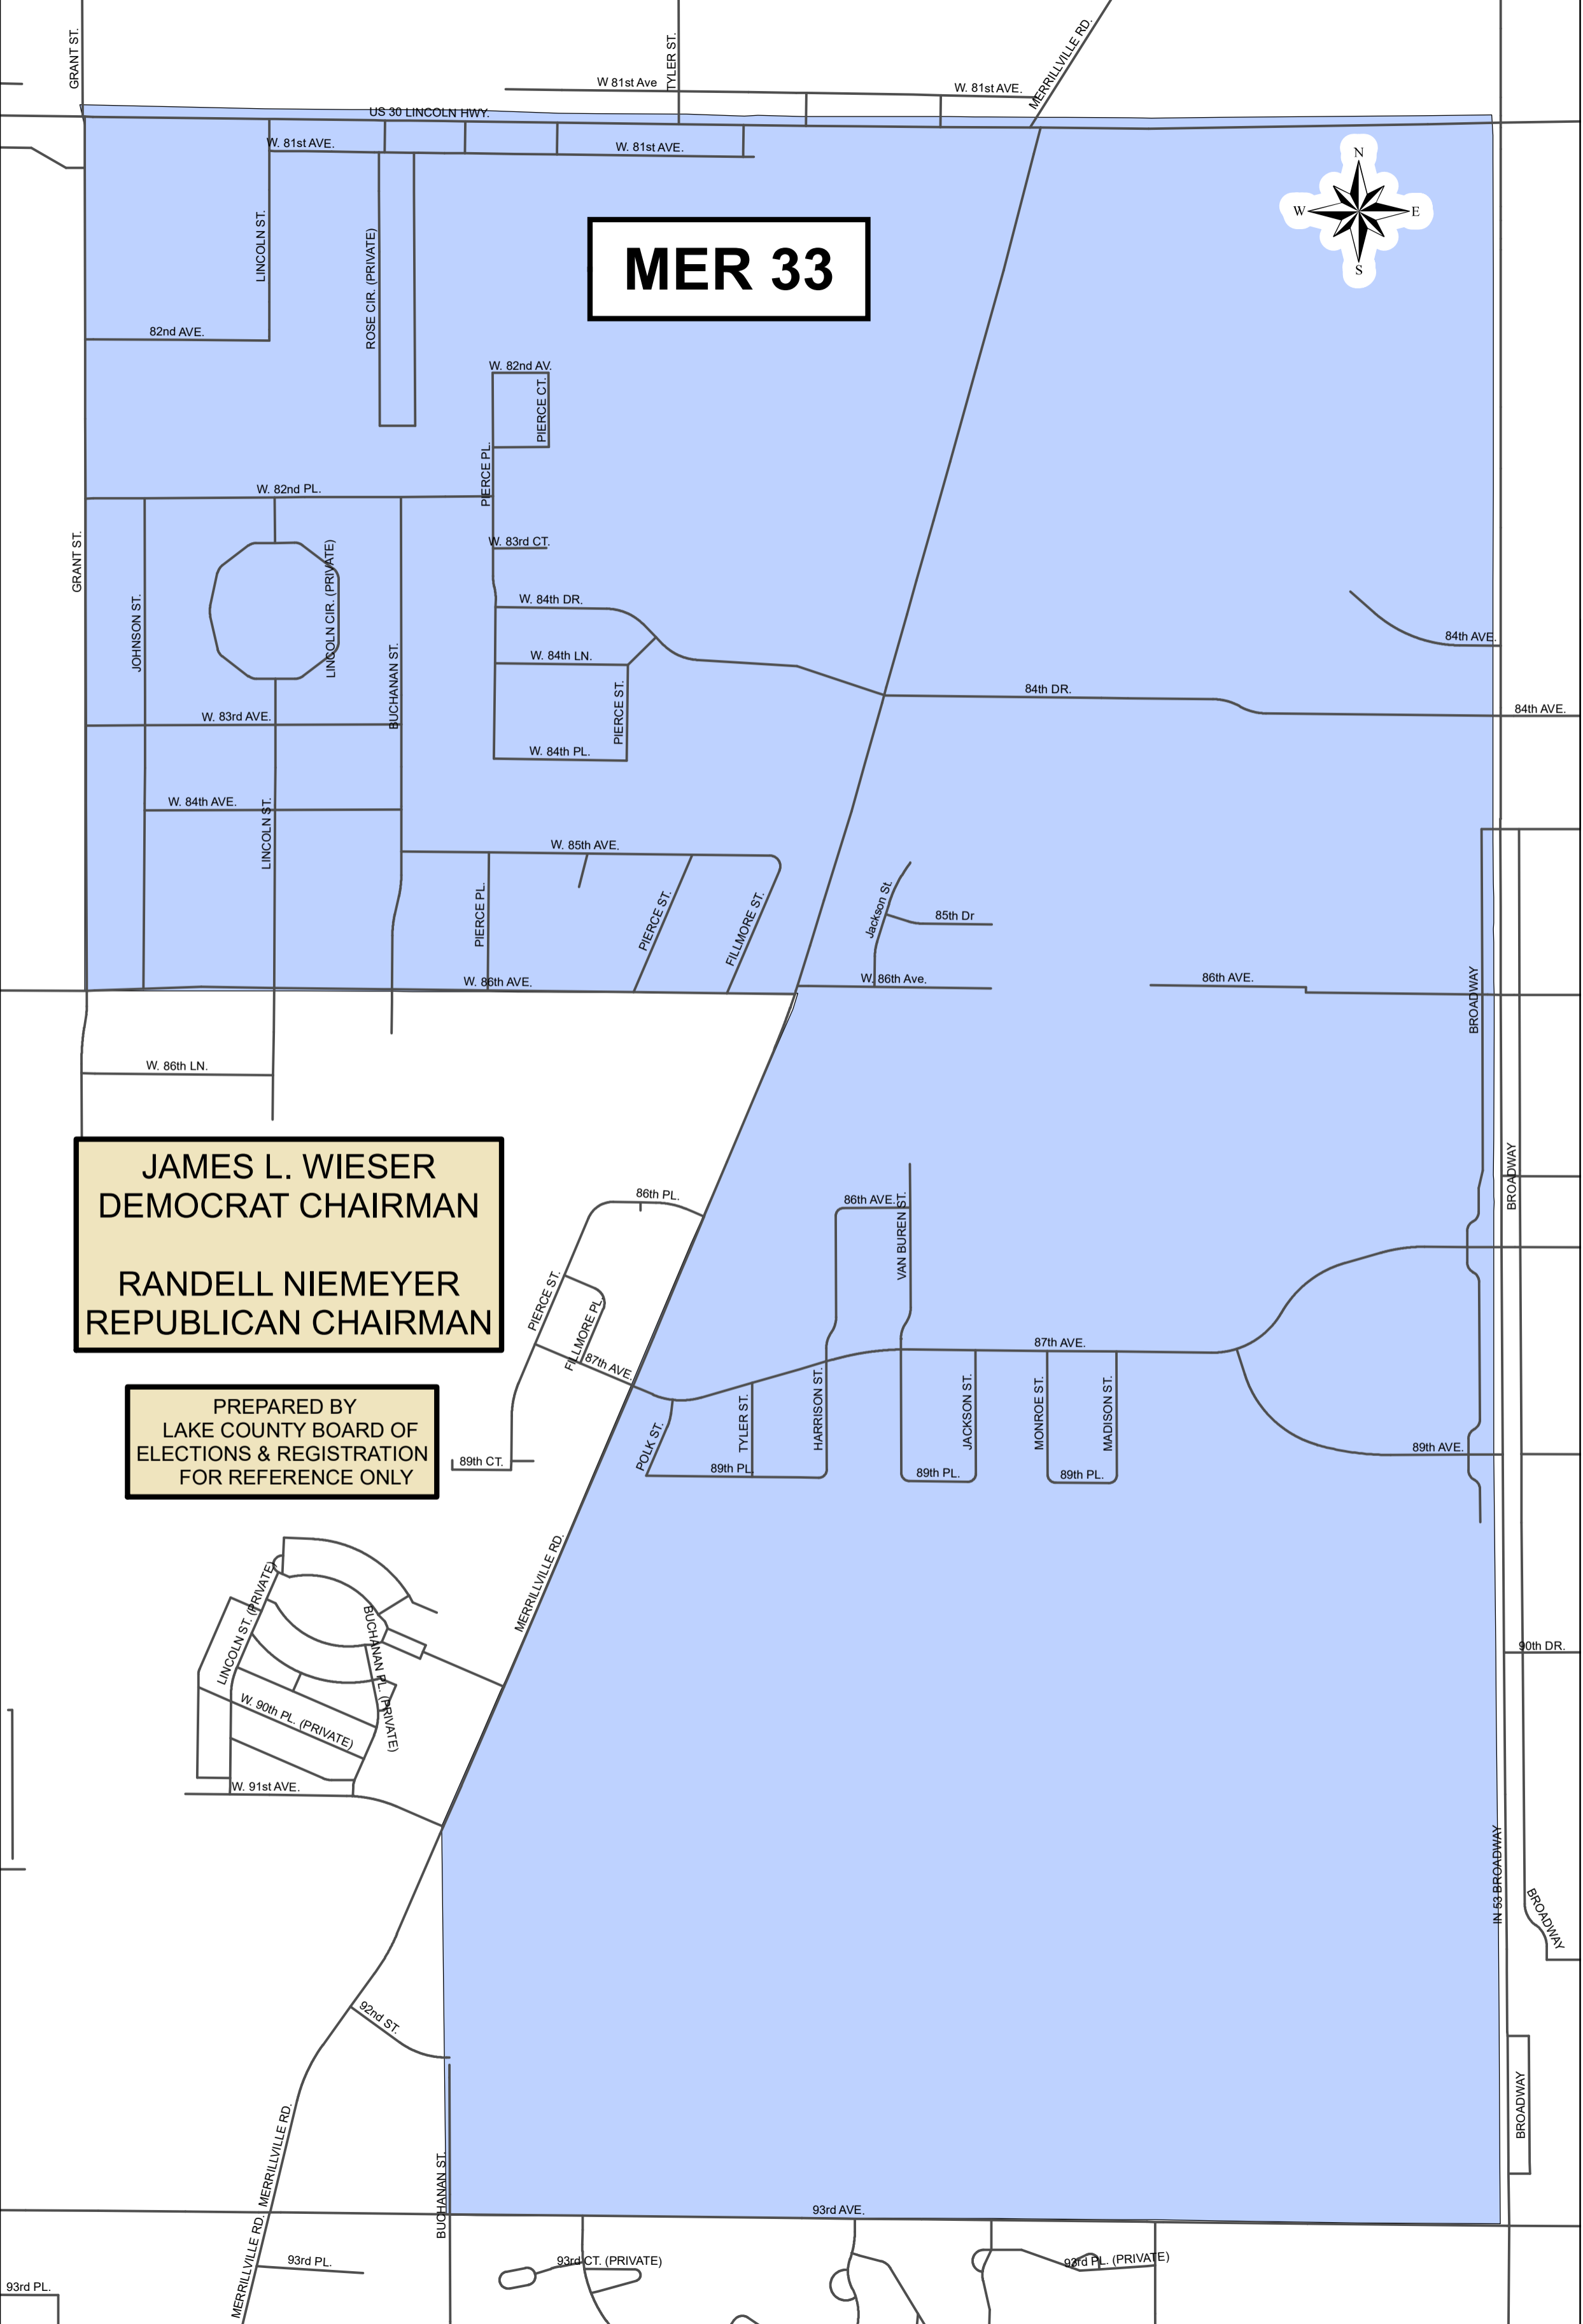 GRANT ST.
TYLER ST.
MERRILLVILLE RD.
W 81st Ave
W. 81st AVE.
US 30 LINCOLN HWY.
W. 81st AVE.
W. 81st AVE.
N
W
E
S
LINCOLN ST.
ROSE CIR. (PRIVATE)
MER 33
82nd AVE.
W. 82nd AV.
PIERCE CT.
PIERCE PL.
W. 82nd PL.
GRANT ST.
W. 83rd CT.
LINCOLN CIR. (PRIVATE)
JOHNSON ST.
W. 84th DR.
BUCHANAN ST.
84th AVE.
W. 84th LN.
PIERCE ST.
84th DR.
84th AVE.
W. 83rd AVE.
W. 84th PL.
W. 84th AVE.
LINCOLN ST.
W. 85th AVE.
PIERCE PL.
PIERCE ST.
FILLMORE ST.
Jackson St.
85th Dr
W. 86th AVE.
W. 86th Ave.
86th AVE.
BROADWAY
W. 86th LN.
JAMES L. WIESER
DEMOCRAT CHAIRMAN
RANDELL NIEMEYER
REPUBLICAN CHAIRMAN
86th PL.
86th AVE.
VAN BUREN ST.
BROADWAY
PIERCE ST.
FILLMORE PL.
87th AVE.
87th AVE.
PREPARED BY
LAKE COUNTY BOARD OF
ELECTIONS & REGISTRATION
FOR REFERENCE ONLY
POLK ST.
TYLER ST.
HARRISON ST.
JACKSON ST.
MONROE ST.
MADISON ST.
89th AVE.
89th CT.
89th PL.
89th PL.
89th PL.
MERRILLVILLE RD.
LINCOLN ST. (PRIVATE)
BUCHANAN PL. (PRIVATE)
90th DR.
W. 90th PL. (PRIVATE)
W. 91st AVE.
IN 53 BROADWAY
BROADWAY
92nd ST.
BROADWAY
MERRILLVILLE RD.
BUCHANAN ST.
93rd AVE.
MERRILLVILLE RD.
93rd PL.
93rd CT. (PRIVATE)
93rd PL. (PRIVATE)
93rd PL.